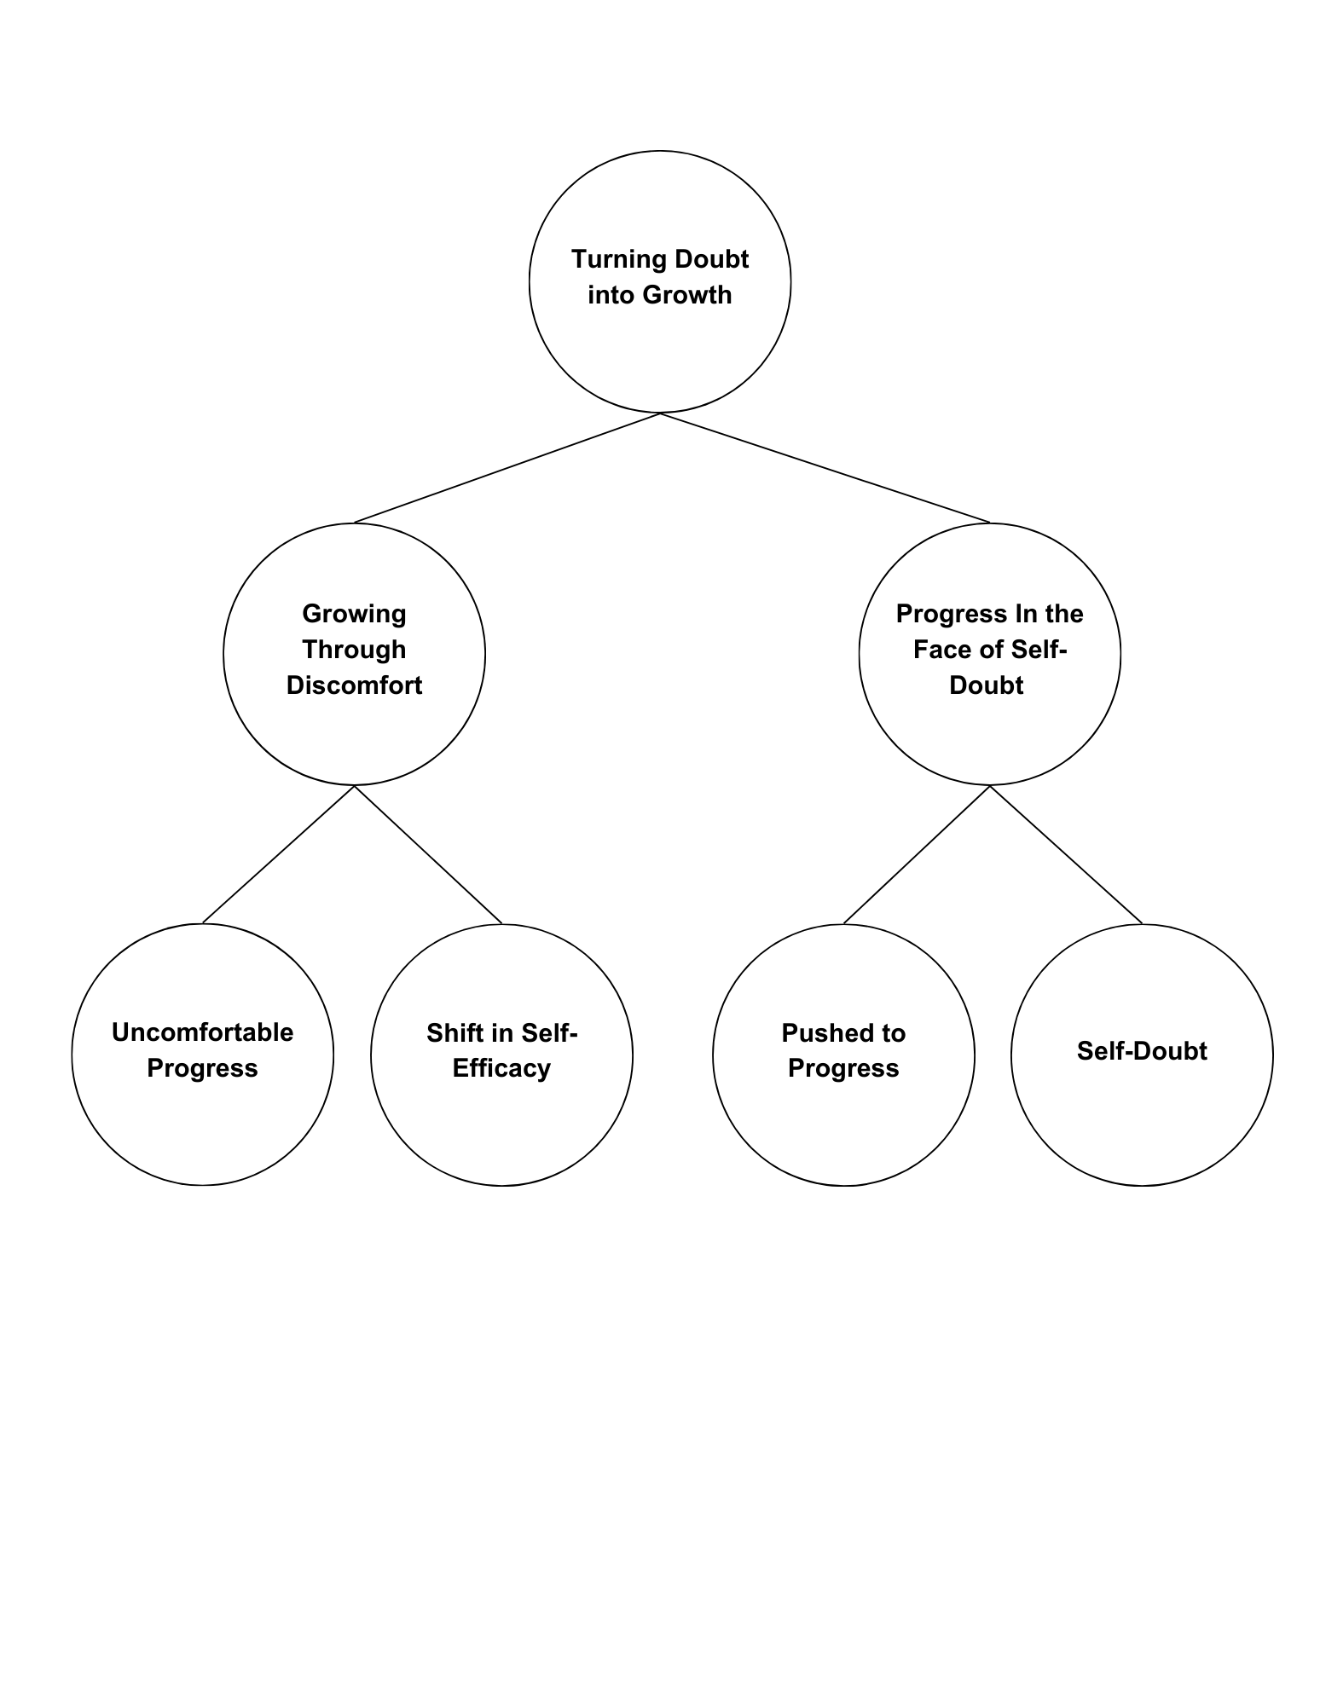 Turning Doubt
into Growth
Growing
Through
Discomfort
Progress In the
Face of Self-
Doubt
Uncomfortable
Progress
Shift in Self-
Efficacy
Pushed to
Progress
Self-Doubt